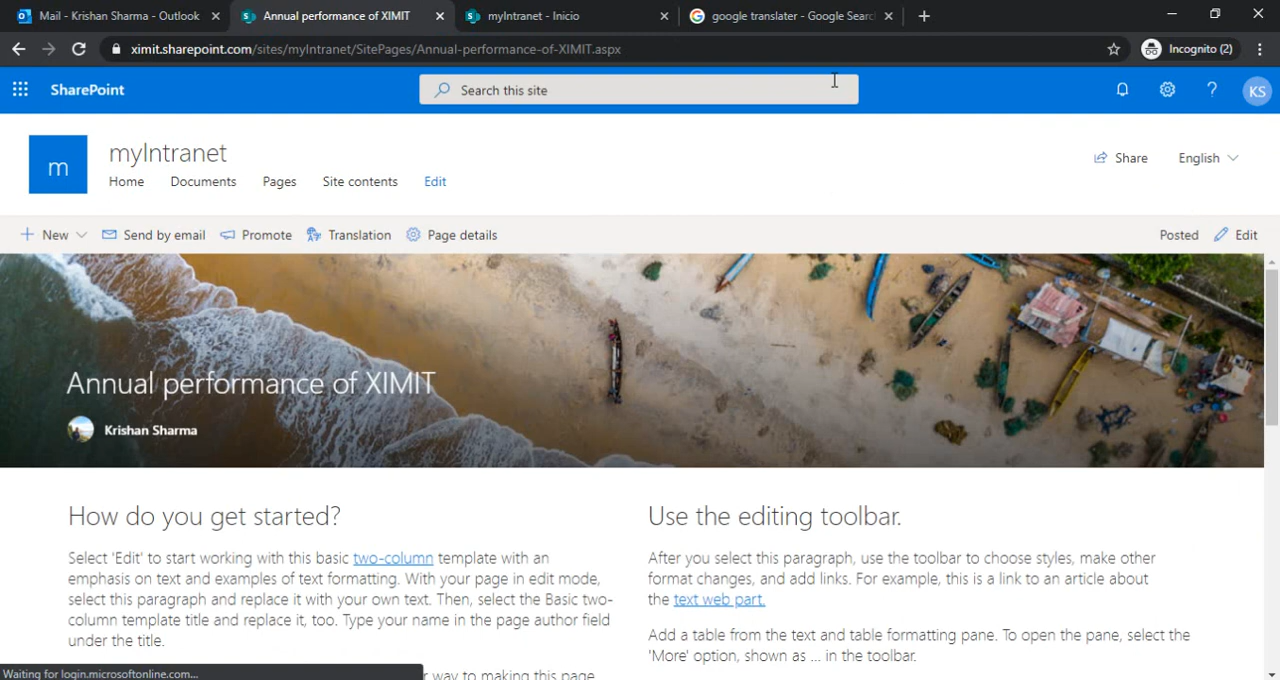 Mail - Krishan Sharma - Outlook
Annual performance of XIMIT
myIntranet - Inicio
google translater - Google Searc
ximit.sharepoint.com/sites/myIntranet/SitePages/Annual-performance-of-XIMIT.aspx
Incognito (2)
SharePoint
Search this site
?
KS
m
myIntranet
Share
English
Home
Documents
Pages
Site contents
Edit
New
Send by email
Promote
Translation
Page details
Posted
Edit
Annual performance of XIMIT
Krishan Sharma
How do you get started?
Select 'Edit' to start working with this basic two-column template with an
emphasis on text and examples of text formatting. With your page in edit mode,
select this paragraph and replace it with your own text. Then, select the Basic two-
column template title and replace it, too. Type your name in the page author field
under the title.
r way to making this page
Use the editing toolbar.
After you select this paragraph, use the toolbar to choose styles, make other
format changes, and add links. For example, this is a link to an article about
the text web part.
Add a table from the text and table formatting pane. To open the pane, select the
'More' option, shown as ... in the toolbar.
Waiting for login.microsoftonline.com...